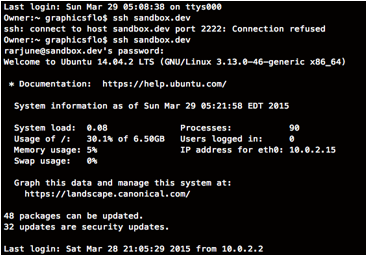 Last login: Sun Mar 29 05:08:38 on ttys000
Owner:~ graphicsflo$ ssh sandbox.dev
ssh: connect to host sandbox.dev port 2222: Connection refused
Owner:~ graphicsflo$ ssh sandbox.dev
rarjune@sandbox.dev's password:
Welcome to Ubuntu 14.04.2 LTS (GNU/Linux 3.13.0-46-generic x86_64)
* Documentation:  https://help.ubuntu.com/
System information as of Sun Mar 29 05:21:58 EDT 2015
System load:  0.08 Processes: 90
Usage of /:   30.1% of 6.50GB Users logged in: 0
Memory usage: 5% IP address for eth0: 10.0.2.15
Swap usage:   0%
Graph this data and manage this system at:
https://landscape.canonical.com/
48 packages can be updated.
32 updates are security updates.
Last login: Sat Mar 28 21:05:29 2015 from 10.0.2.2